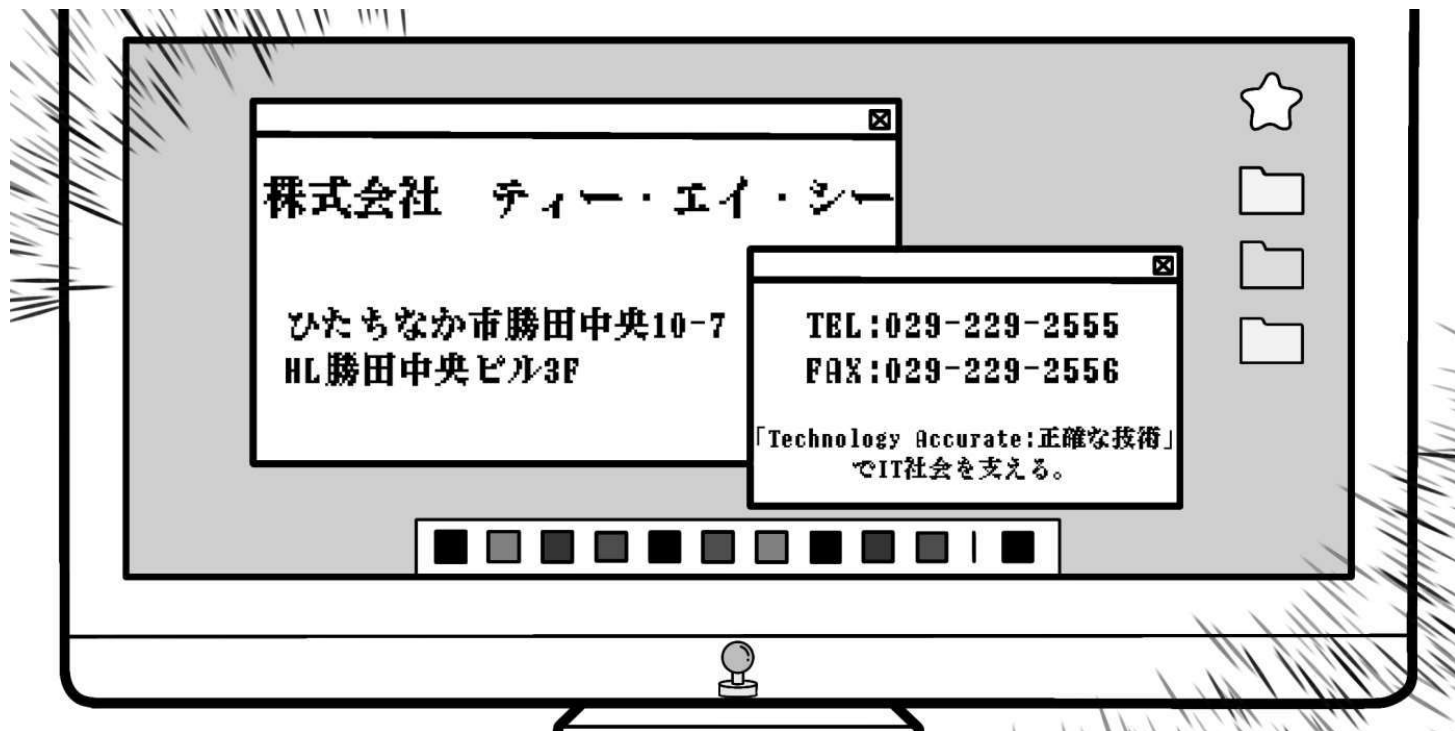 株式会社　ティー・エイ・シー
ひたちなか市勝田中央10-7
HL勝田中央ビル3F
TEL:029-229-2555
FAX:029-229-2556
「Technology Accurate:正確な技術」
でIT社会を支える。